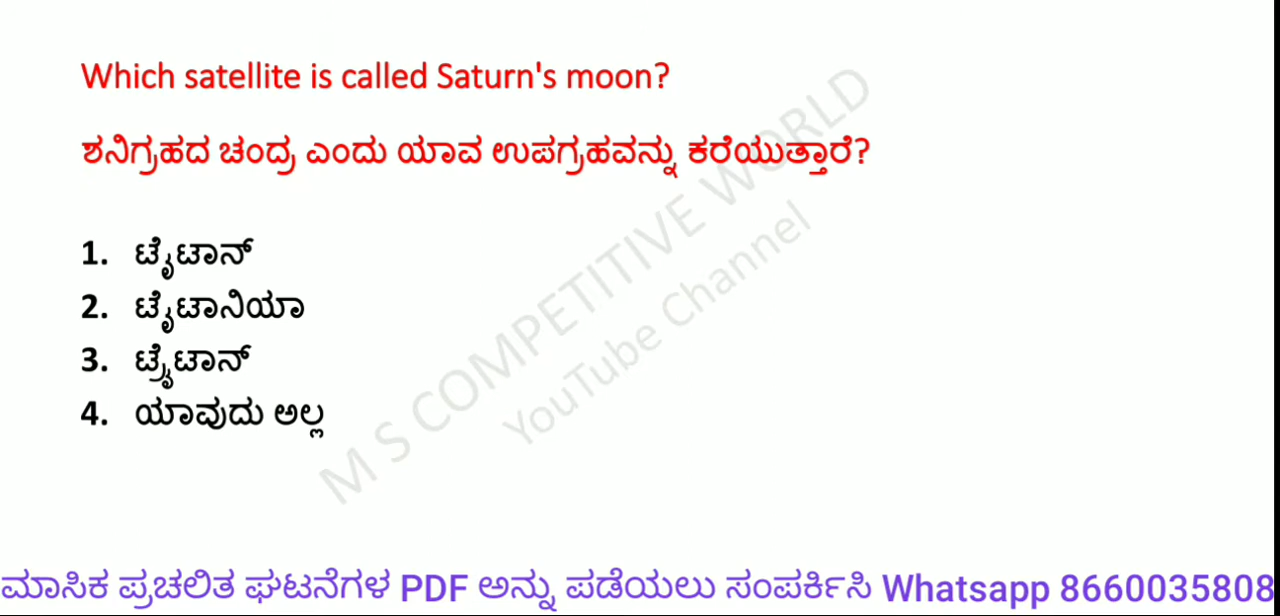 Which satellite is called Saturn's moon?
ಶನಿಗ್ರಹದ ಚಂದ್ರ ಎಂದು ಯಾವ ಉಪಗ್ರಹವನ್ನು ಕರೆಯುತ್ತಾರೆ?
1. ಟೈಟಾನ್
2. ಟೈಟಾನಿಯಾ
3. ಟ್ರೈಟಾನ್
4. ಯಾವುದು ಅಲ್ಲ
M S COMPETITIVE WORLD
YouTube Channel
ಮಾಸಿಕ ಪ್ರಚಲಿತ ಘಟನೆಗಳ PDF ಅನ್ನು ಪಡೆಯಲು ಸಂಪರ್ಕಿಸಿ Whatsapp 8660035808